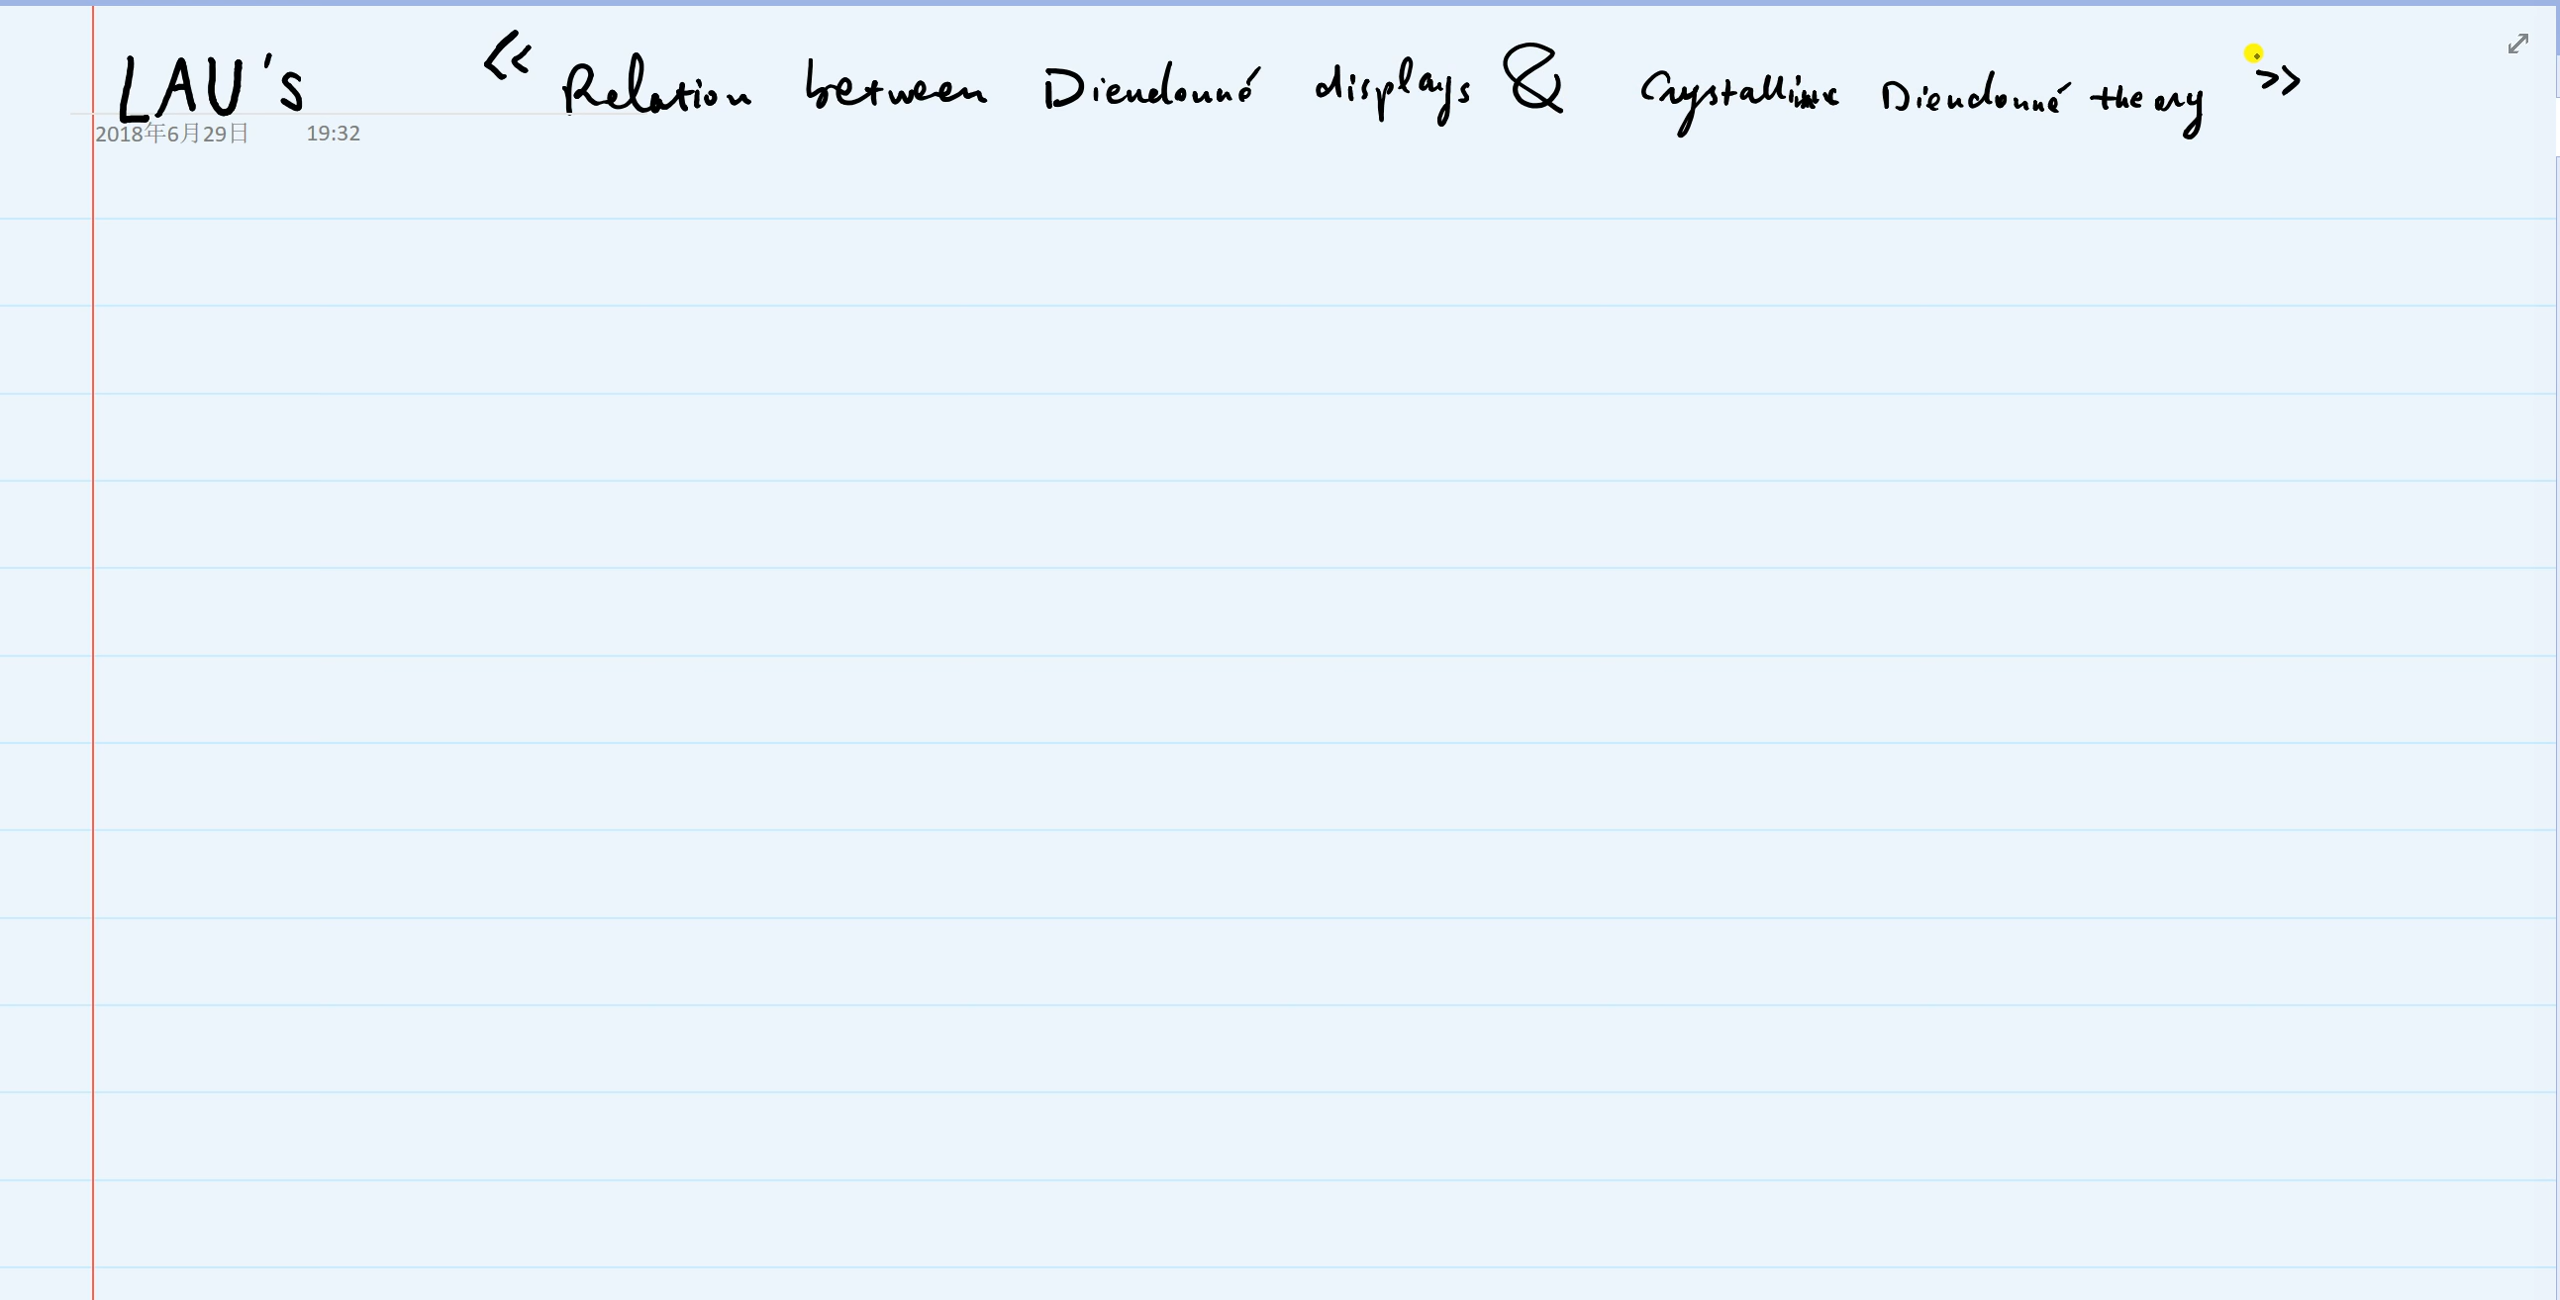 LAU's « Relation between Dieudonné displays & Crystalline Dieudonné theory »
2018年6月29日 19:32